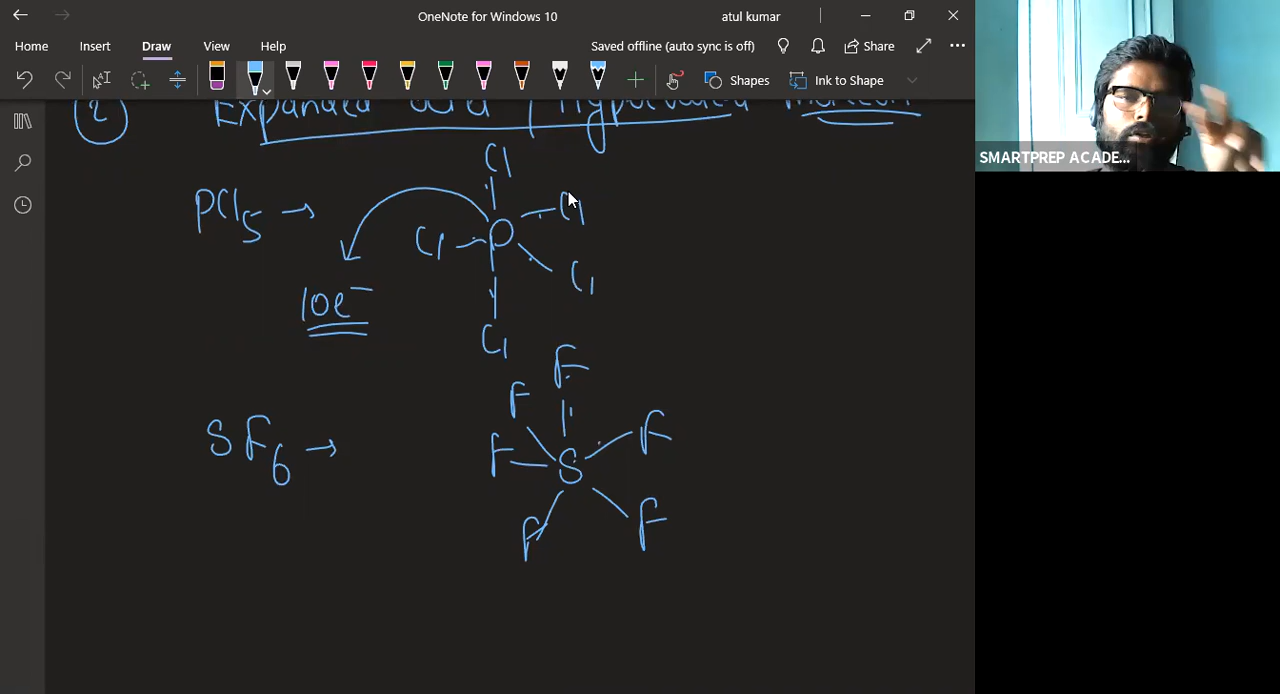 OneNote for Windows 10
atul kumar
Home Insert Draw View Help
Saved offline (auto sync is off)
Share
Shapes
Ink to Shape
SMARTPREP ACADE...
2 Expanded
Cl
PCl5 → Cl P Cl
Cl
10e-
Cl
F
F
SF6 → F S F
F F